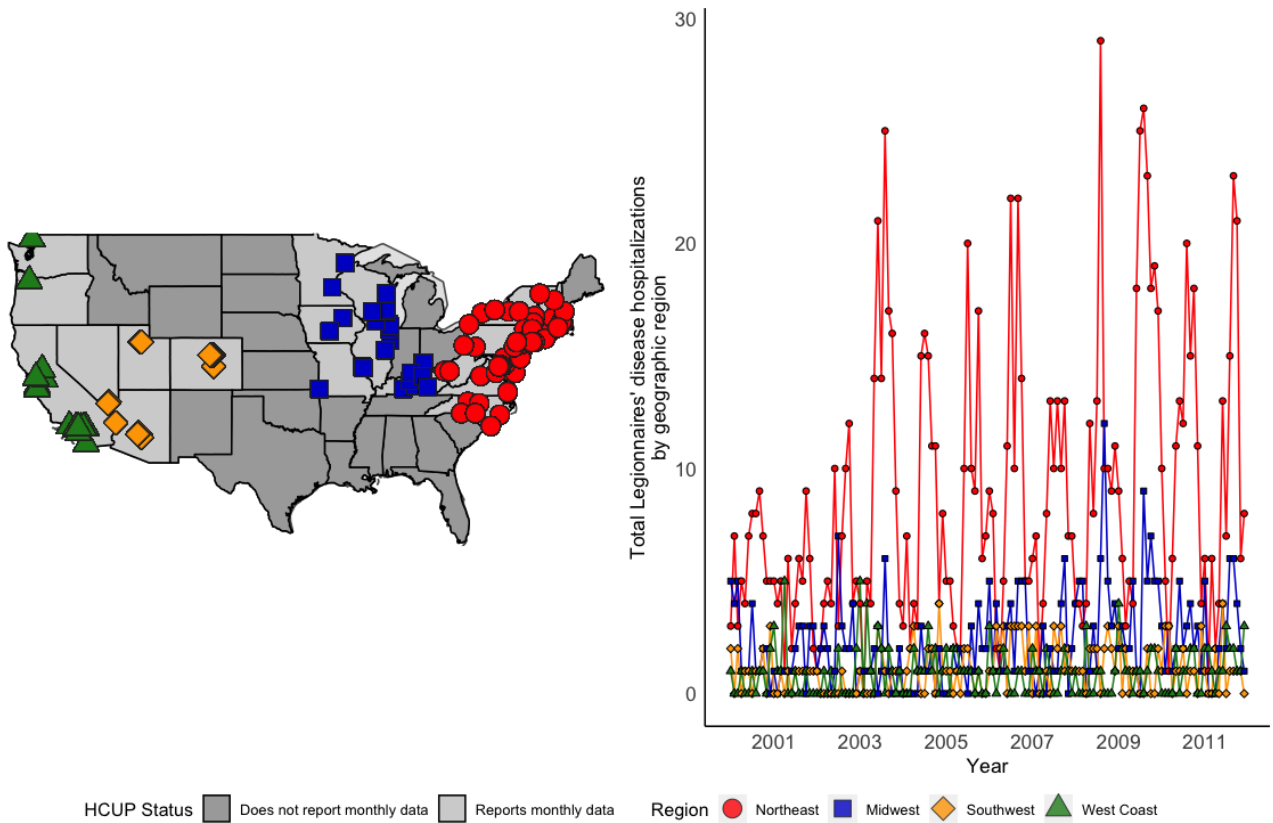 30
20
10
0
Total Legionnaires' disease hospitalizations
by geographic region
2001 2003 2005 2007 2009 2011
Year
HCUP Status Does not report monthly data Reports monthly data Region Northeast Midwest Southwest West Coast